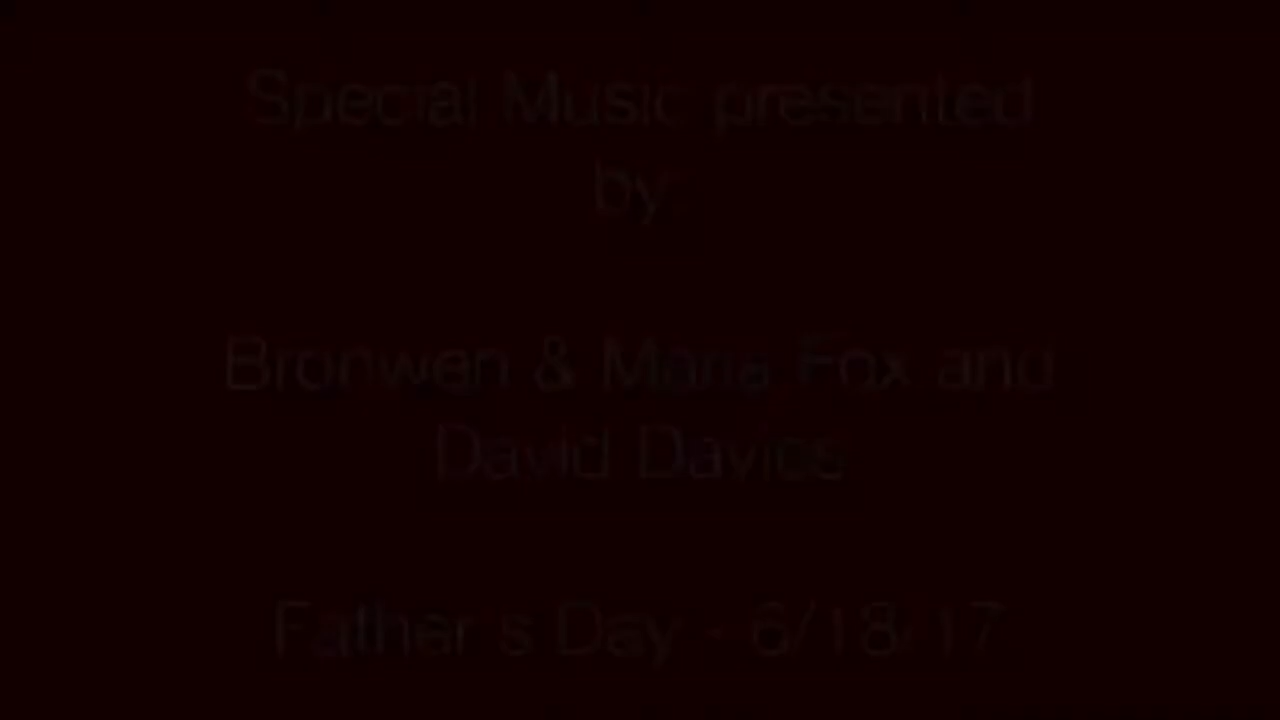 Special Music presented
by:
Bronwen & Maria Fox and
David Davies
Father's Day - 6/18/17